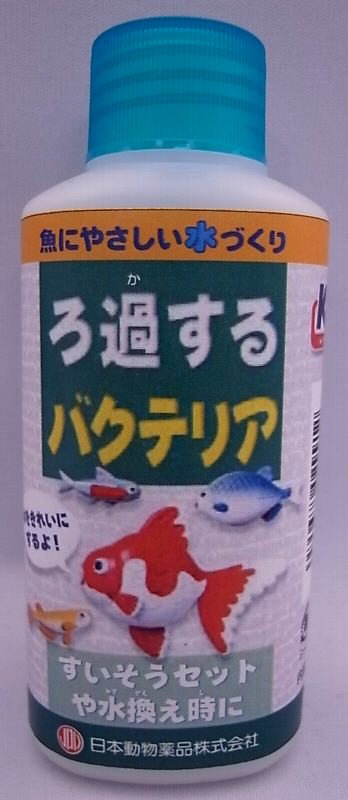 魚にやさしい水づくり
か
ろ過する
バクテリア
きれいに
するよ！
すいそうセット
みず か じ
や水換え時に
日本動物薬品株式会社